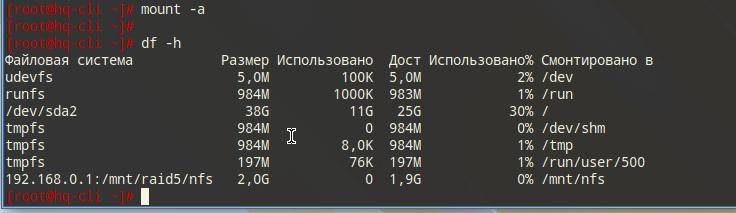 [root@hq-cli ~]# mount -a
[root@hq-cli ~]#
[root@hq-cli ~]# df -h
Файловая система Размер Использовано Дост Использовано% Смонтировано в
udevfs 5,0M 100K 5,0M 2% /dev
runfs 984M 1000K 983M 1% /run
/dev/sda2 38G 11G 25G 30% /
tmpfs 984M 0 984M 0% /dev/shm
tmpfs 984M 8,0K 984M 1% /tmp
tmpfs 197M 76K 197M 1% /run/user/500
192.168.0.1:/mnt/raid5/nfs 2,0G 0 1,9G 0% /mnt/nfs
[root@hq-cli ~]#